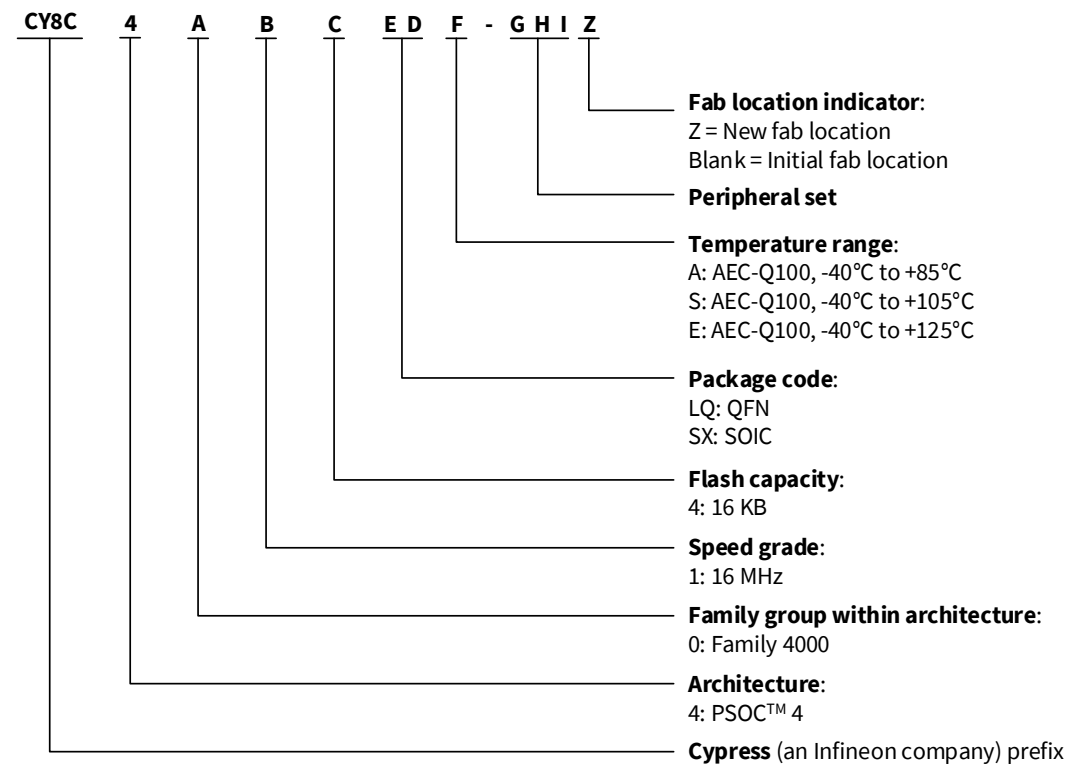 CY8C 4 A B C E D F - G H I Z
Fab location indicator:
Z = New fab location
Blank = Initial fab location
Peripheral set
Temperature range:
A: AEC-Q100, -40°C to +85°C
S: AEC-Q100, -40°C to +105°C
E: AEC-Q100, -40°C to +125°C
Package code:
LQ: QFN
SX: SOIC
Flash capacity:
4: 16 KB
Speed grade:
1: 16 MHz
Family group within architecture:
0: Family 4000
Architecture:
4: PSOC™ 4
Cypress (an Infineon company) prefix